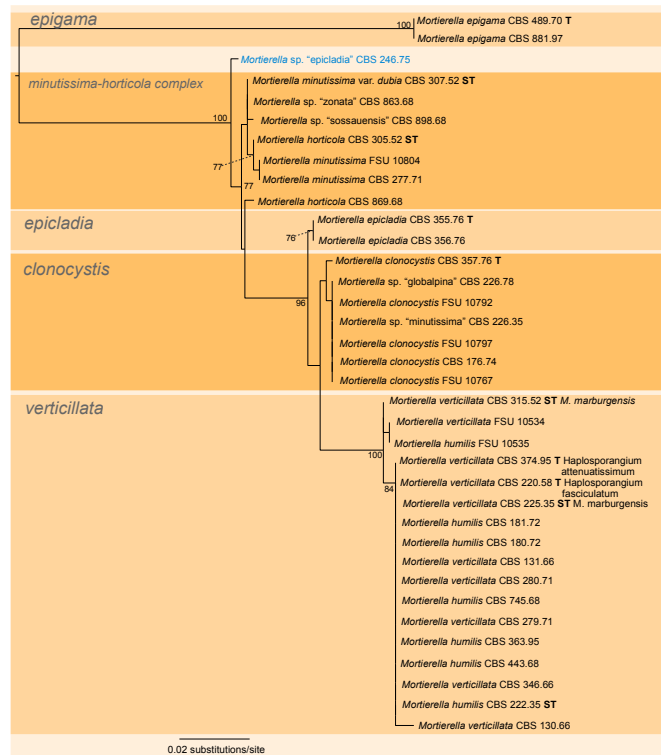 epigama
100
Mortierella epigama CBS 489.70 T
Mortierella epigama CBS 881.97
Mortierella sp. “epicladia” CBS 246.75
minutissima-horticola complex
Mortierella minutissima var. dubia CBS 307.52 ST
Mortierella sp. “zonata” CBS 863.68
100
Mortierella sp. “sossauensis” CBS 898.68
Mortierella horticola CBS 305.52 ST
Mortierella minutissima FSU 10804
77
77
Mortierella minutissima CBS 277.71
Mortierella horticola CBS 869.68
epicladia
Mortierella epicladia CBS 355.76 T
76
Mortierella epicladia CBS 356.76
clonocystis
Mortierella clonocystis CBS 357.76 T
Mortierella sp. “globalpina” CBS 226.78
96
Mortierella clonocystis FSU 10792
Mortierella sp. “minutissima” CBS 226.35
Mortierella clonocystis FSU 10797
Mortierella clonocystis CBS 176.74
Mortierella clonocystis FSU 10767
verticillata
Mortierella verticillata CBS 315.52 ST M. marburgensis
Mortierella verticillata FSU 10534
Mortierella humilis FSU 10535
100
Mortierella verticillata CBS 374.95 T Haplosporangium
attenuatissimum
Mortierella verticillata CBS 220.58 T Haplosporangium
fasciculatum
84
Mortierella verticillata CBS 225.35 ST M. marburgensis
Mortierella humilis CBS 181.72
Mortierella humilis CBS 180.72
Mortierella verticillata CBS 131.66
Mortierella verticillata CBS 280.71
Mortierella humilis CBS 745.68
Mortierella verticillata CBS 279.71
Mortierella humilis CBS 363.95
Mortierella humilis CBS 443.68
Mortierella verticillata CBS 346.66
Mortierella humilis CBS 222.35 ST
Mortierella verticillata CBS 130.66
0.02 substitutions/site